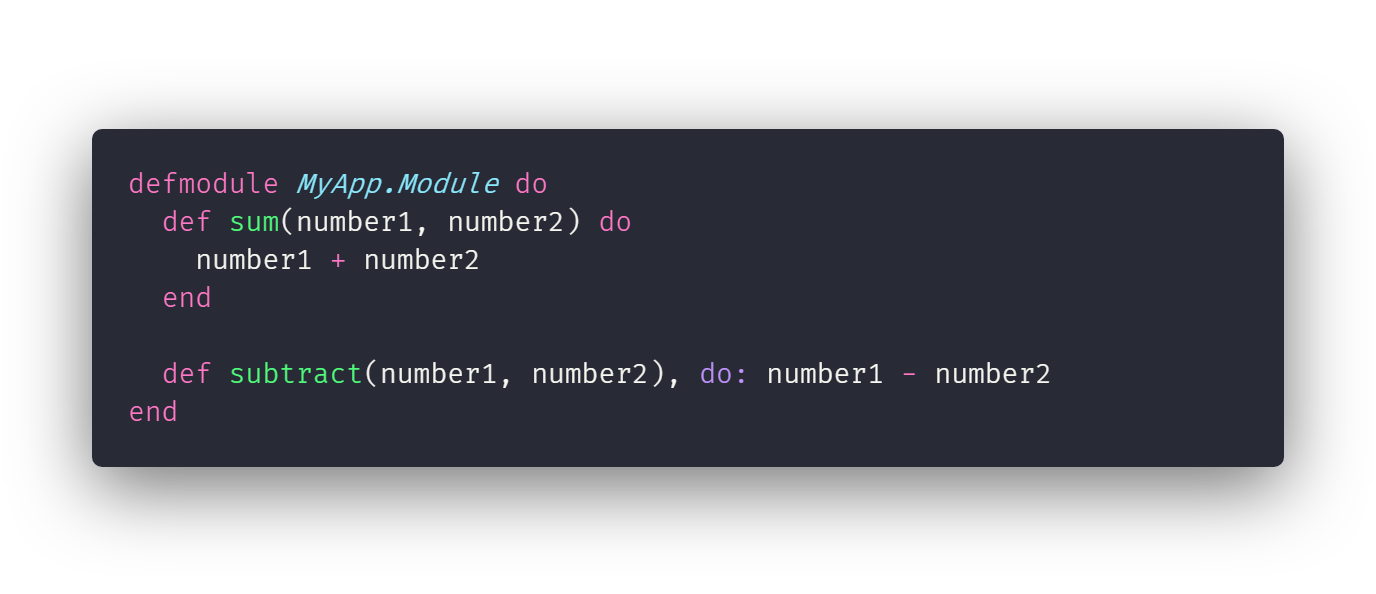 defmodule MyApp.Module do
  def sum(number1, number2) do
    number1 + number2
  end

  def subtract(number1, number2), do: number1 - number2
end